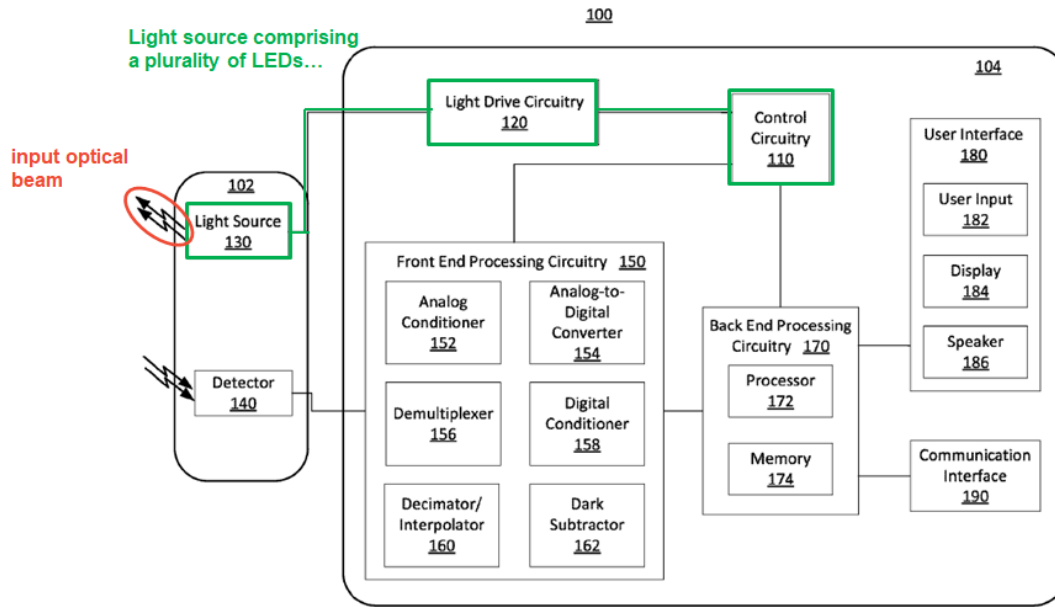 100
Light source comprising
a plurality of LEDs...
104
Light Drive Circuitry
120
Control
Circuitry
110
User Interface
180
User Input
182
Display
184
Speaker
186
input optical
beam
102
Light Source
130
Front End Processing Circuitry 150
Analog
Conditioner
152
Analog-to-
Digital
Converter
154
Back End Processing
Circuitry 170
Processor
172
Memory
174
Detector
140
Demultiplexer
156
Digital
Conditioner
158
Communication
Interface
190
Decimator/
Interpolator
160
Dark
Subtractor
162